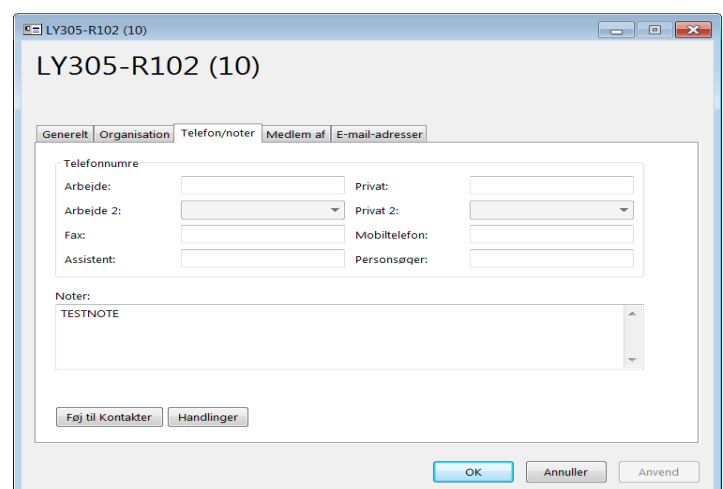 LY305-R102 (10)
LY305-R102 (10)
Generelt Organisation Telefon/noter Medlem af E-mail-adresser
Telefonnumre
Arbejde: Privat:
Arbejde 2: Privat 2:
Fax: Mobiltelefon:
Assistent: Personsøger:
Noter:
TESTNOTE
Føj til Kontakter Handlinger
OK Annuller Anvend